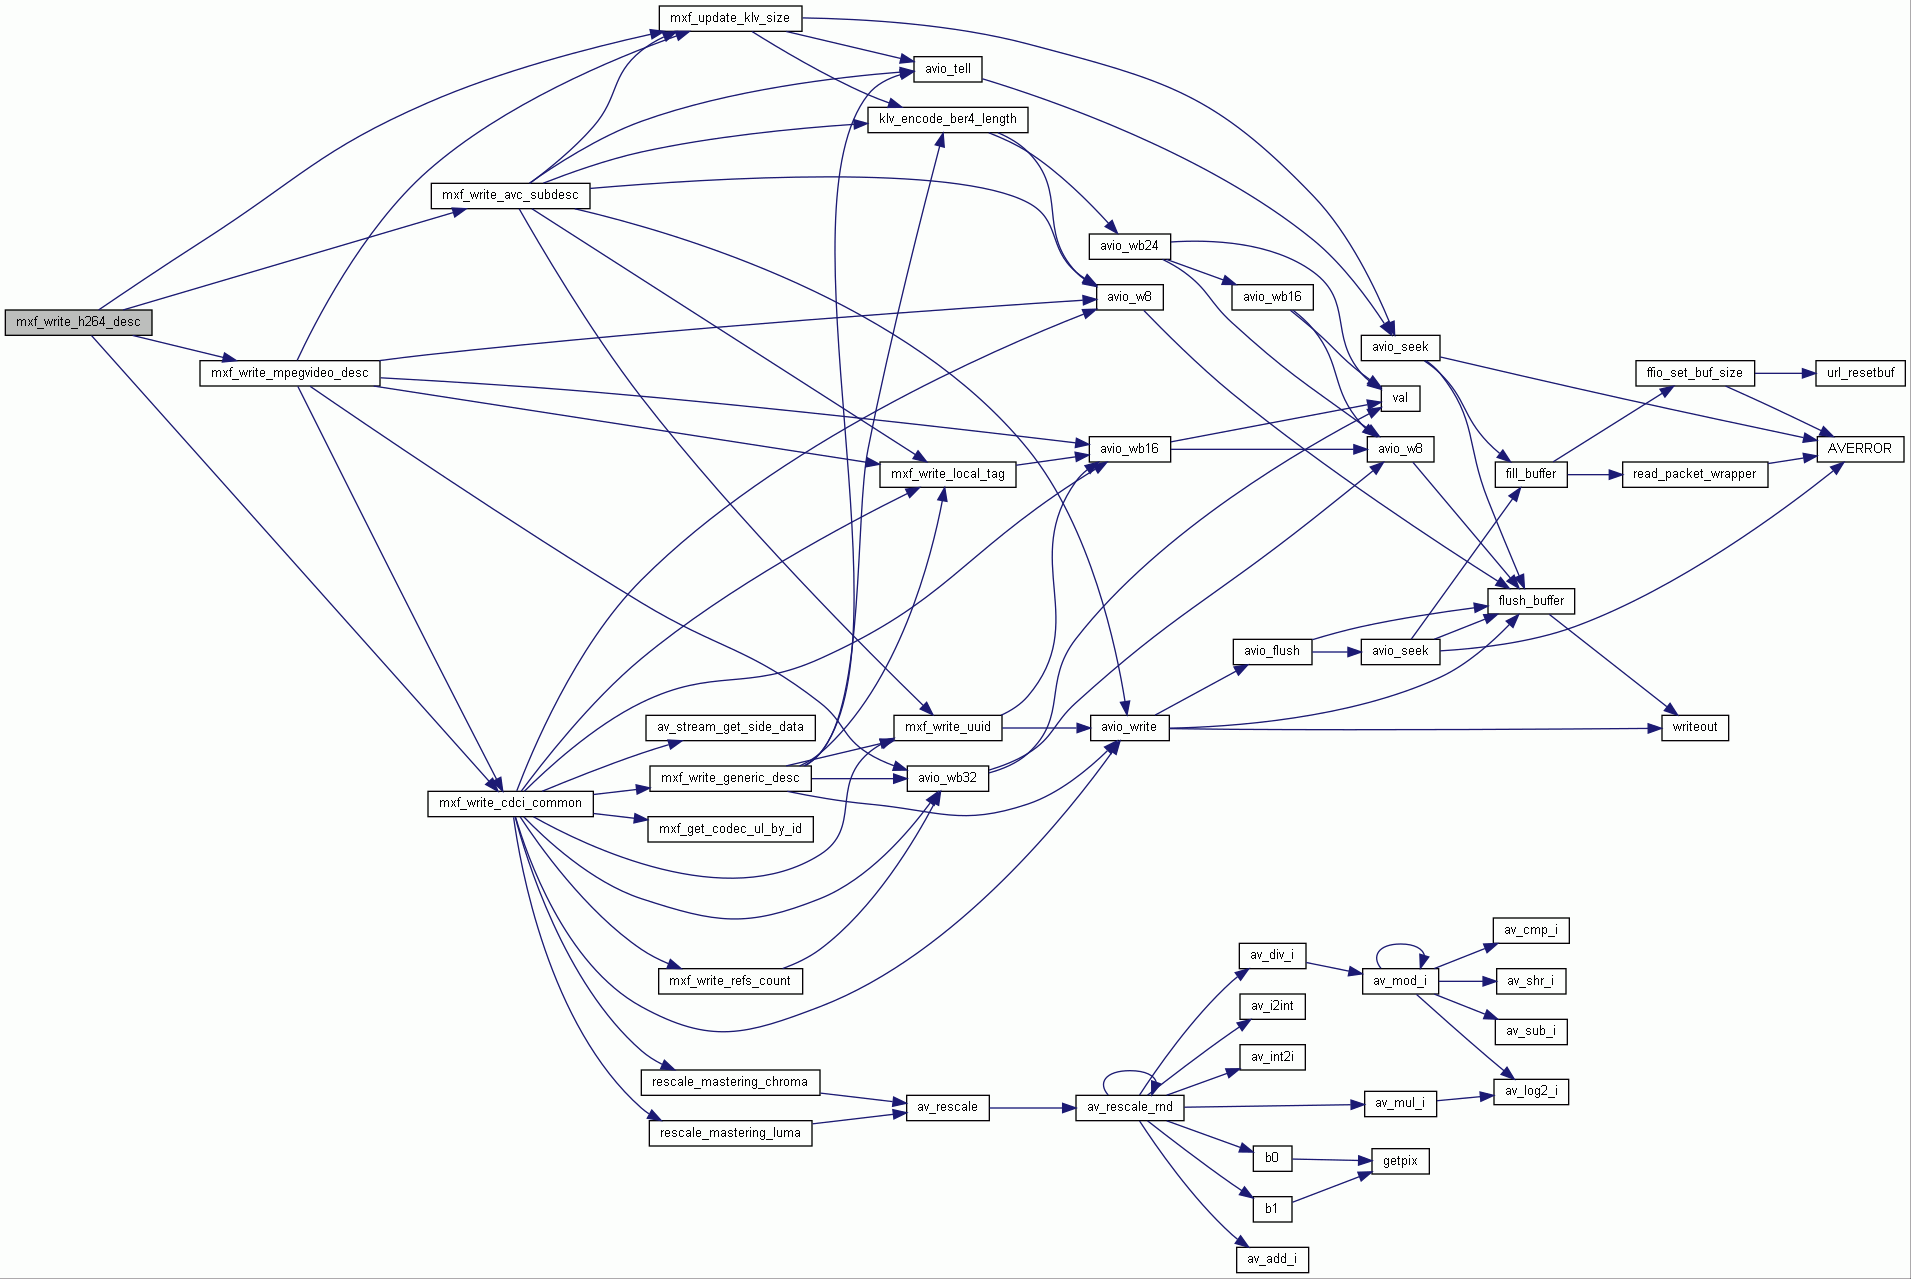 mxf_update_klv_size
avio_tell
klv_encode_ber4_length
mxf_write_avc_subdesc
avio_wb24
avio_w8
avio_wb16
mxf_write_h264_desc
avio_seek
mxf_write_mpegvideo_desc
ffio_set_buf_size
url_resetbuf
val
avio_wb16
avio_w8
AVERROR
mxf_write_local_tag
fill_buffer
read_packet_wrapper
flush_buffer
avio_flush
avio_seek
av_stream_get_side_data
mxf_write_uuid
avio_write
writeout
mxf_write_generic_desc
avio_wb32
mxf_write_cdci_common
mxf_get_codec_ul_by_id
av_cmp_i
av_div_i
mxf_write_refs_count
av_mod_i
av_shr_i
av_i2int
av_sub_i
av_int2i
rescale_mastering_chroma
av_log2_i
av_rescale
av_rescale_rnd
av_mul_i
rescale_mastering_luma
b0
getpix
b1
av_add_i